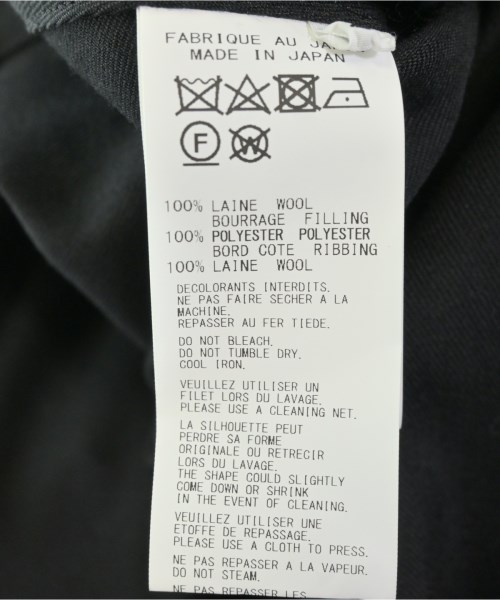 FABRIQUE AU
MADE IN JAPAN
F
W
100% LAINE WOOL
BOURRAGE FILLING
100% POLYESTER POLYESTER
BORD COTE RIBBING
100% LAINE WOOL
DECOLORANTS INTERDITS.
NE PAS FAIRE SECHER A LA
MACHINE.
REPASSER AU FER TIEDE.
DO NOT BLEACH.
DO NOT TUMBLE DRY.
COOL IRON.
VEUILLEZ UTILISER UN
FILET LORS DU LAVAGE.
PLEASE USE A CLEANING NET.
LA SILHOUETTE PEUT
PERDRE SA FORME
ORIGINALE OU RETRECIR
LORS DU LAVAGE.
THE SHAPE COULD SLIGHTLY
COME DOWN OR SHRINK
IN THE EVENT OF CLEANING.
VEUILLEZ UTILISER UNE
ETOFFE DE REPASSAGE.
PLEASE USE A CLOTH TO PRESS.
NE PAS REPASSER A LA VAPEUR.
DO NOT STEAM.
NE PAS REPASSER LES